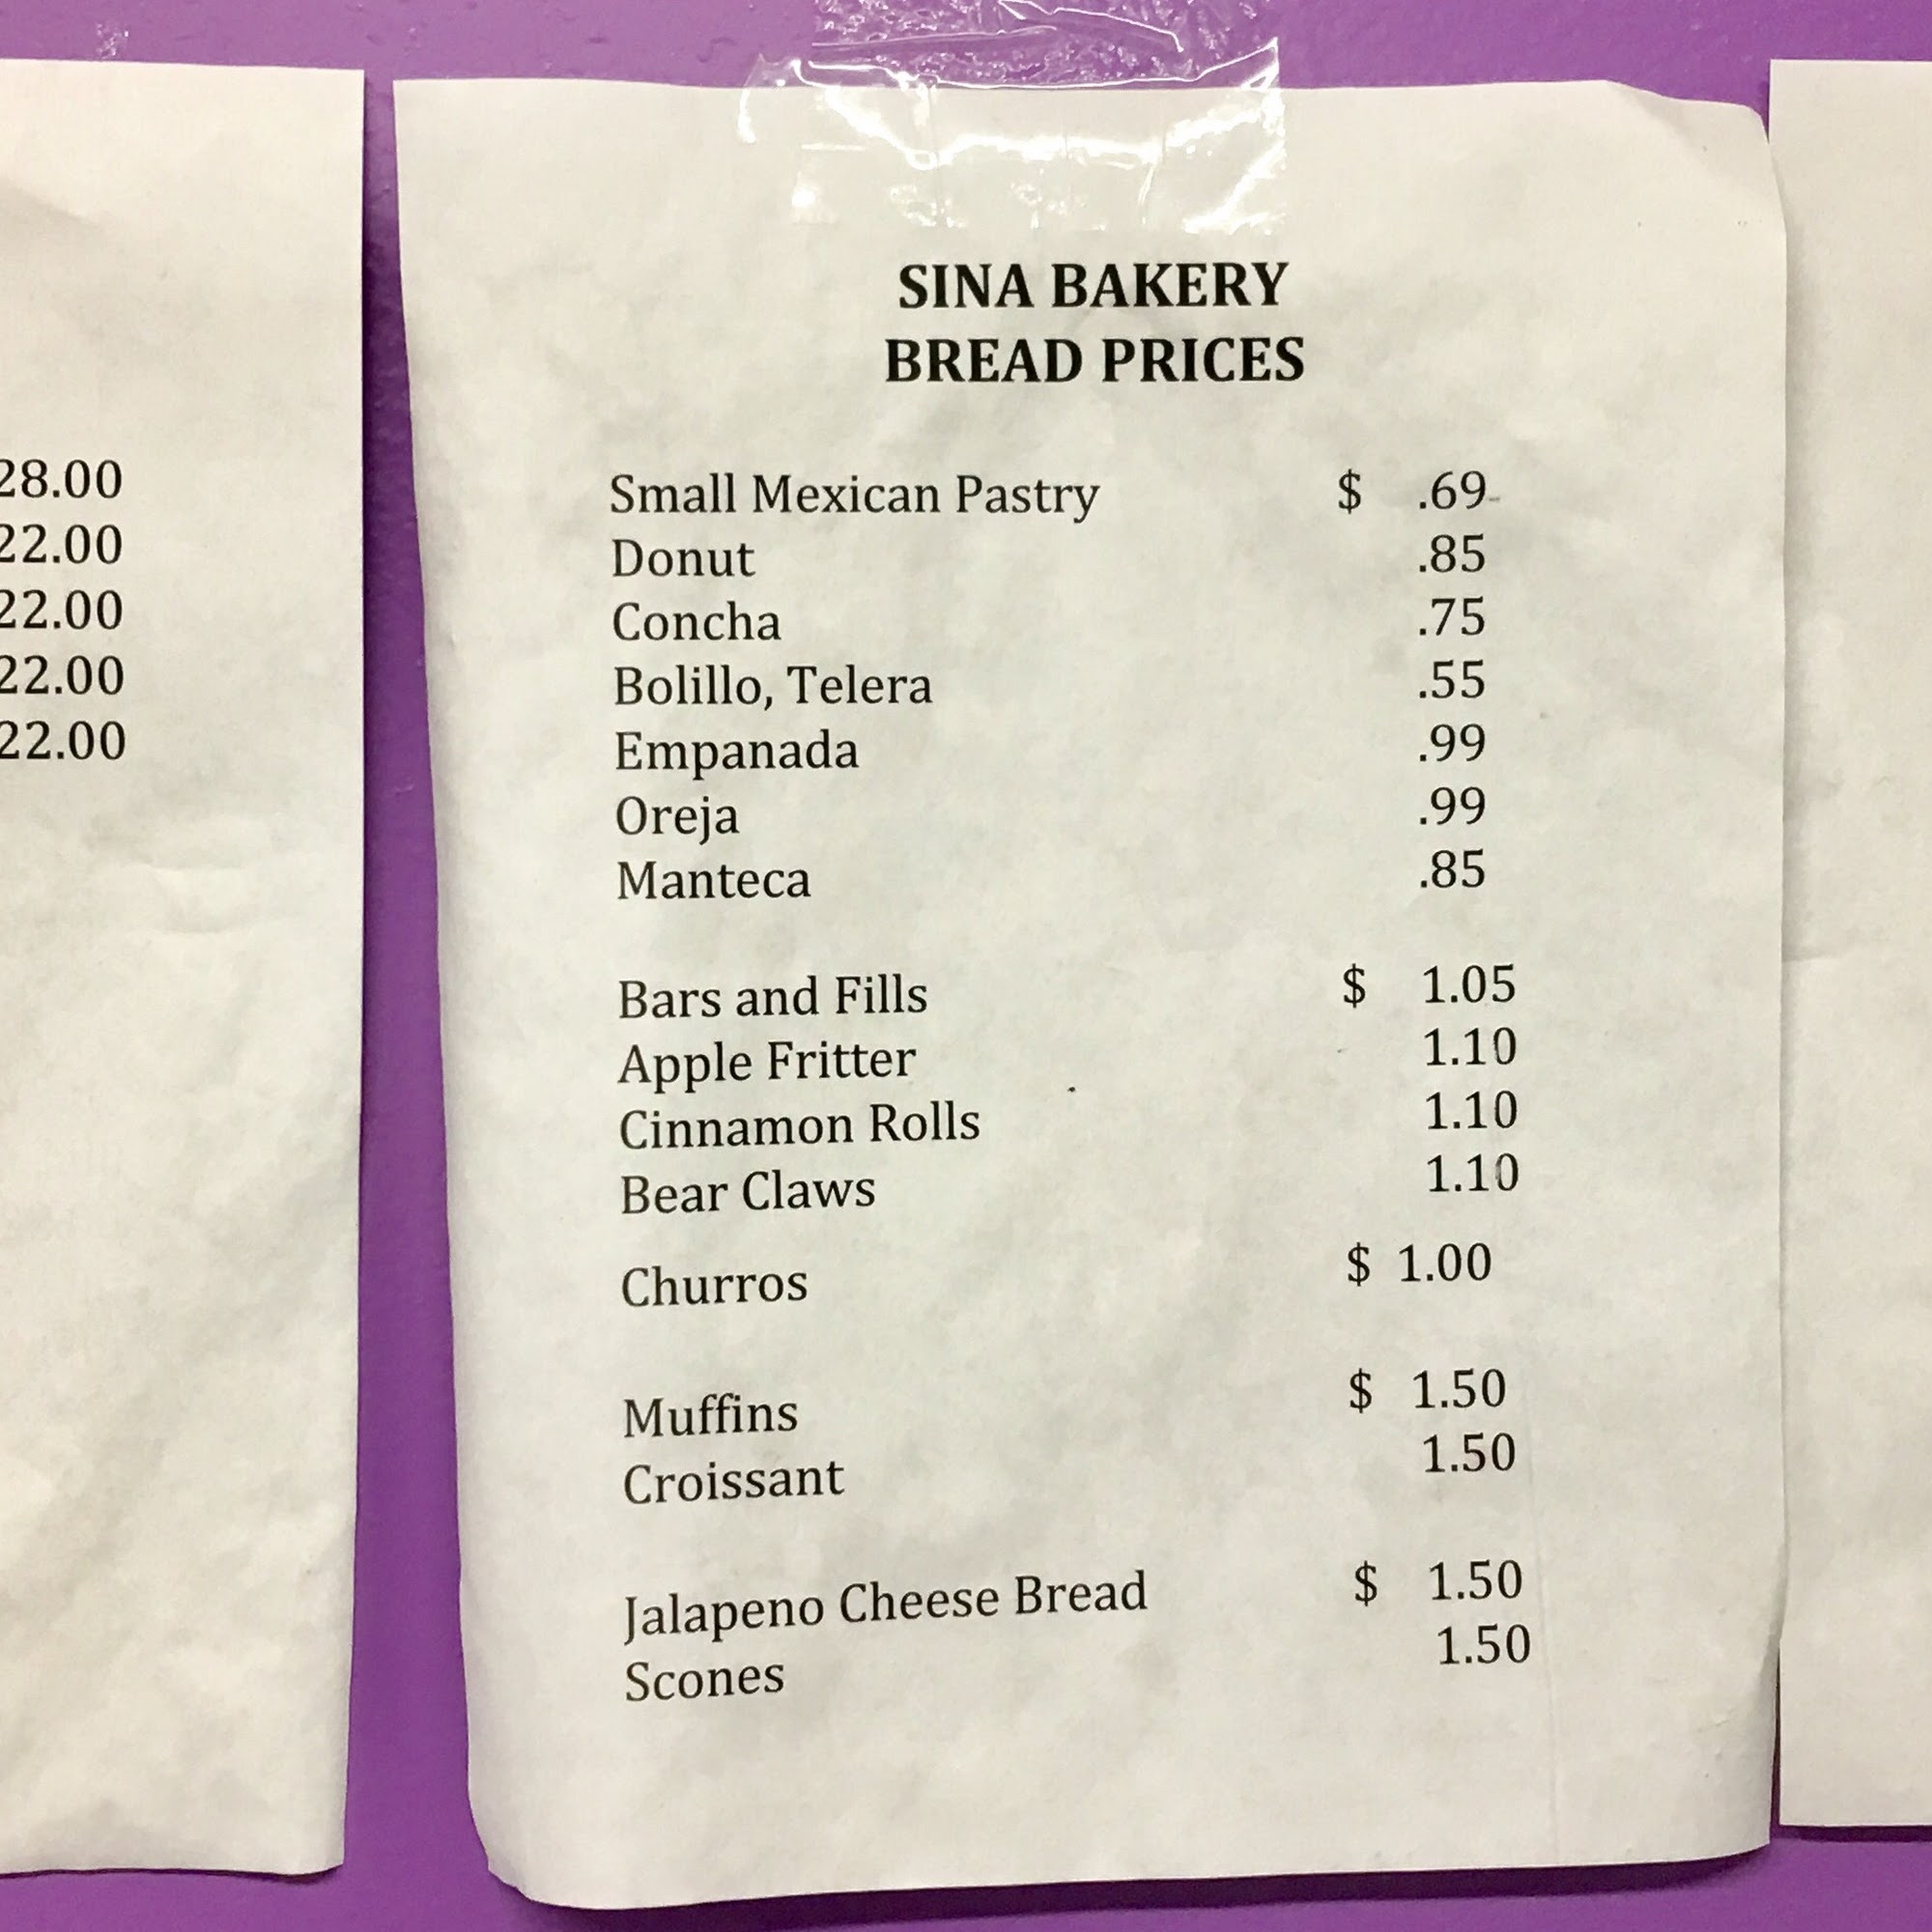 28.00
22.00
22.00
22.00
22.00
SINA BAKERY
BREAD PRICES
Small Mexican Pastry $ .69
Donut .85
Concha .75
Bolillo, Telera .55
Empanada .99
Oreja .99
Manteca .85
Bars and Fills $ 1.05
Apple Fritter 1.10
Cinnamon Rolls 1.10
Bear Claws 1.10
Churros $ 1.00
Muffins $ 1.50
Croissant 1.50
Jalapeno Cheese Bread $ 1.50
Scones 1.50